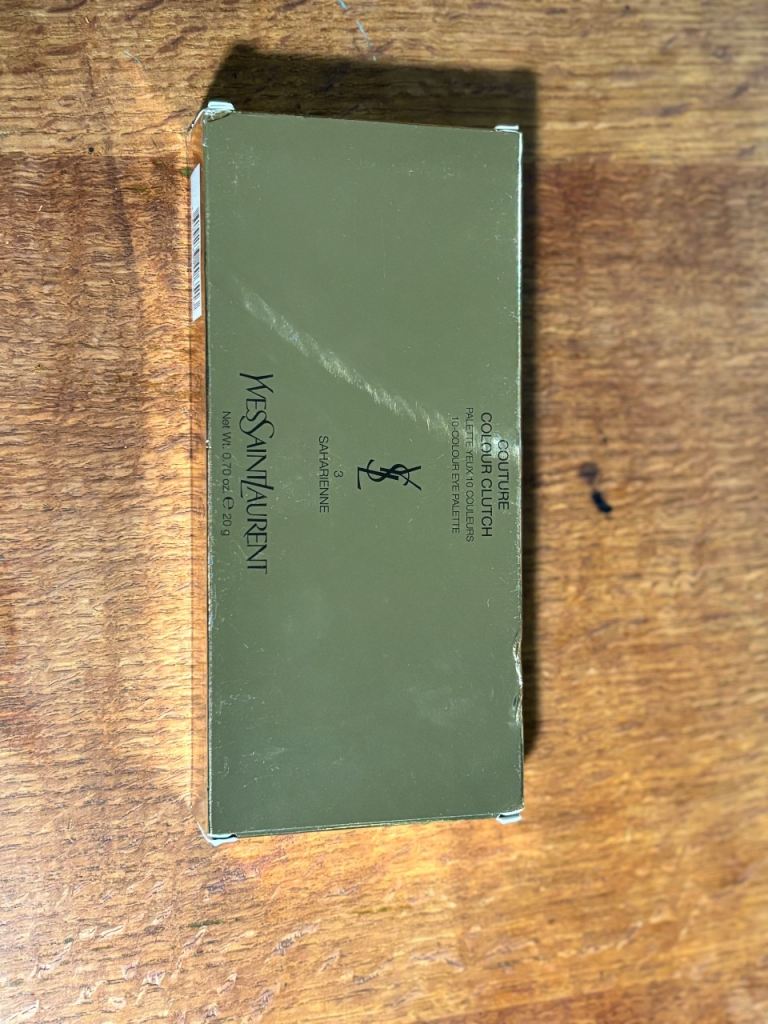 COUTURE
COLOUR CLUTCH
PALETTE YEUX 10 COULEURS
10-COLOUR EYE PALETTE
YSL
3
SAHARIENNE
YVESSAINTLAURENT
Net Wt. 0.70 oz. ℮ 20 g